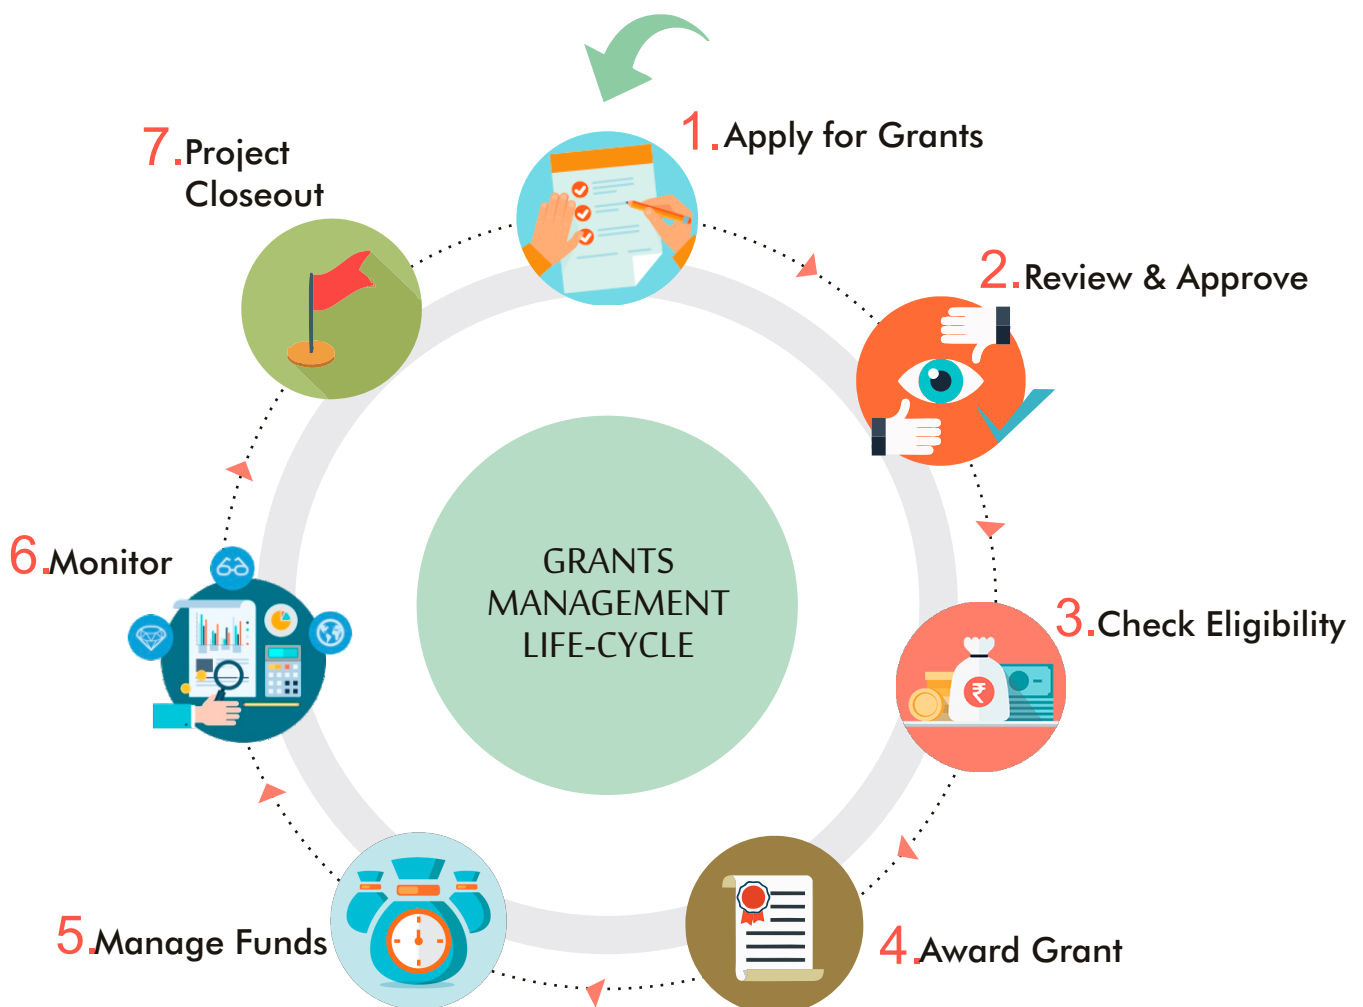 1.Apply for Grants
2.Review & Approve
3.Check Eligibility
₹
4.Award Grant
5.Manage Funds
6.Monitor
7.Project
Closeout
GRANTS
MANAGEMENT
LIFE-CYCLE